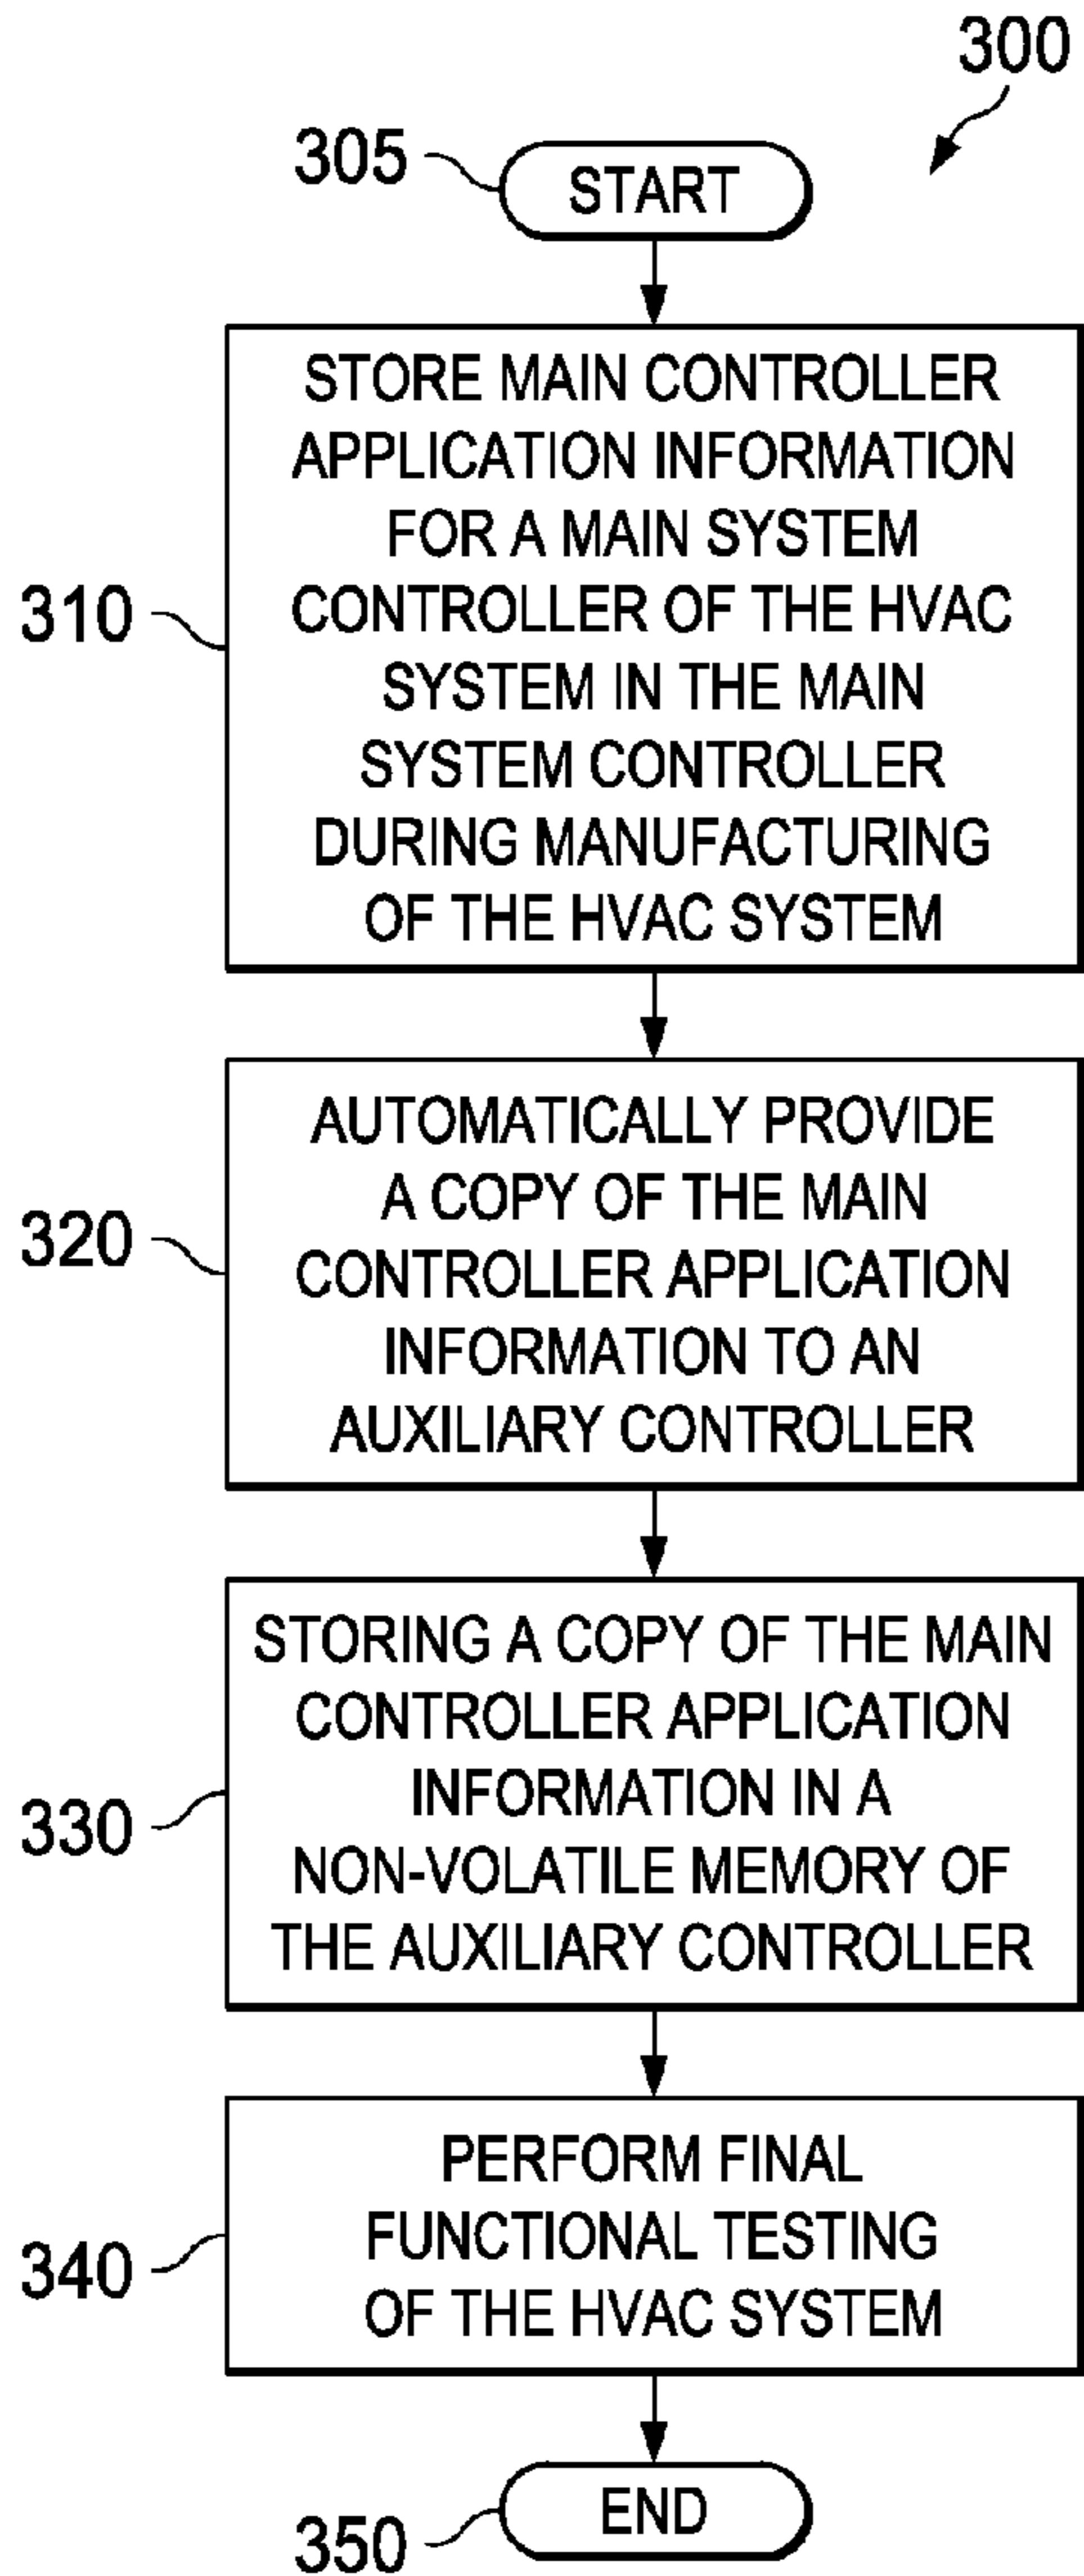 300
305
START
STORE MAIN CONTROLLER
APPLICATION INFORMATION
FOR A MAIN SYSTEM
CONTROLLER OF THE HVAC
SYSTEM IN THE MAIN
SYSTEM CONTROLLER
DURING MANUFACTURING
OF THE HVAC SYSTEM
310
AUTOMATICALLY PROVIDE
A COPY OF THE MAIN
CONTROLLER APPLICATION
INFORMATION TO AN
AUXILIARY CONTROLLER
320
STORING A COPY OF THE MAIN
CONTROLLER APPLICATION
INFORMATION IN A
NON-VOLATILE MEMORY OF
THE AUXILIARY CONTROLLER
330
PERFORM FINAL
FUNCTIONAL TESTING
OF THE HVAC SYSTEM
340
END
350